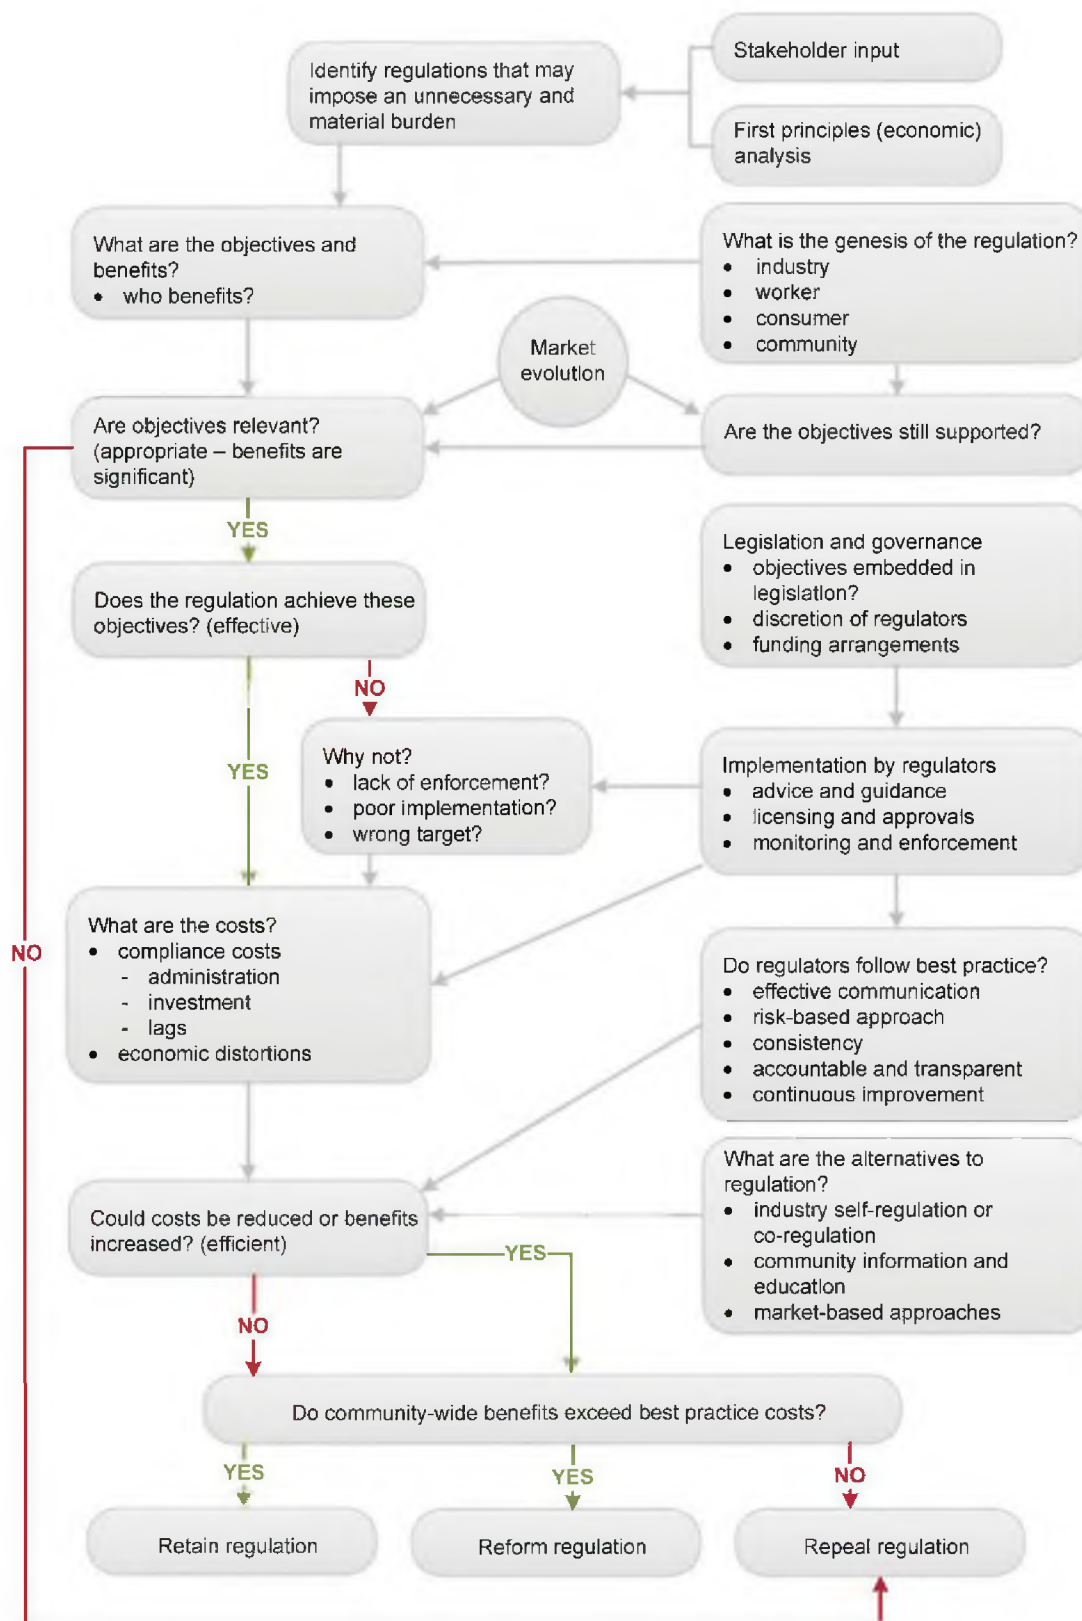 Stakeholder input
Identify regulations that may
impose an unnecessary and
material burden
First principles (economic)
analysis
What are the objectives and
benefits?
• who benefits?
What is the genesis of the regulation?
• industry
• worker
• consumer
• community
Market
evolution
Are objectives relevant?
(appropriate – benefits are
significant)
Are the objectives still supported?
YES
Legislation and governance
• objectives embedded in
legislation?
• discretion of regulators
• funding arrangements
Does the regulation achieve these
objectives? (effective)
NO
YES
Why not?
• lack of enforcement?
• poor implementation?
• wrong target?
Implementation by regulators
• advice and guidance
• licensing and approvals
• monitoring and enforcement
What are the costs?
• compliance costs
- administration
- investment
- lags
• economic distortions
NO
Do regulators follow best practice?
• effective communication
• risk-based approach
• consistency
• accountable and transparent
• continuous improvement
Could costs be reduced or benefits
increased? (efficient)
What are the alternatives to
regulation?
• industry self-regulation or
co-regulation
• community information and
education
• market-based approaches
YES
NO
Do community-wide benefits exceed best practice costs?
YES
YES
NO
Retain regulation
Reform regulation
Repeal regulation